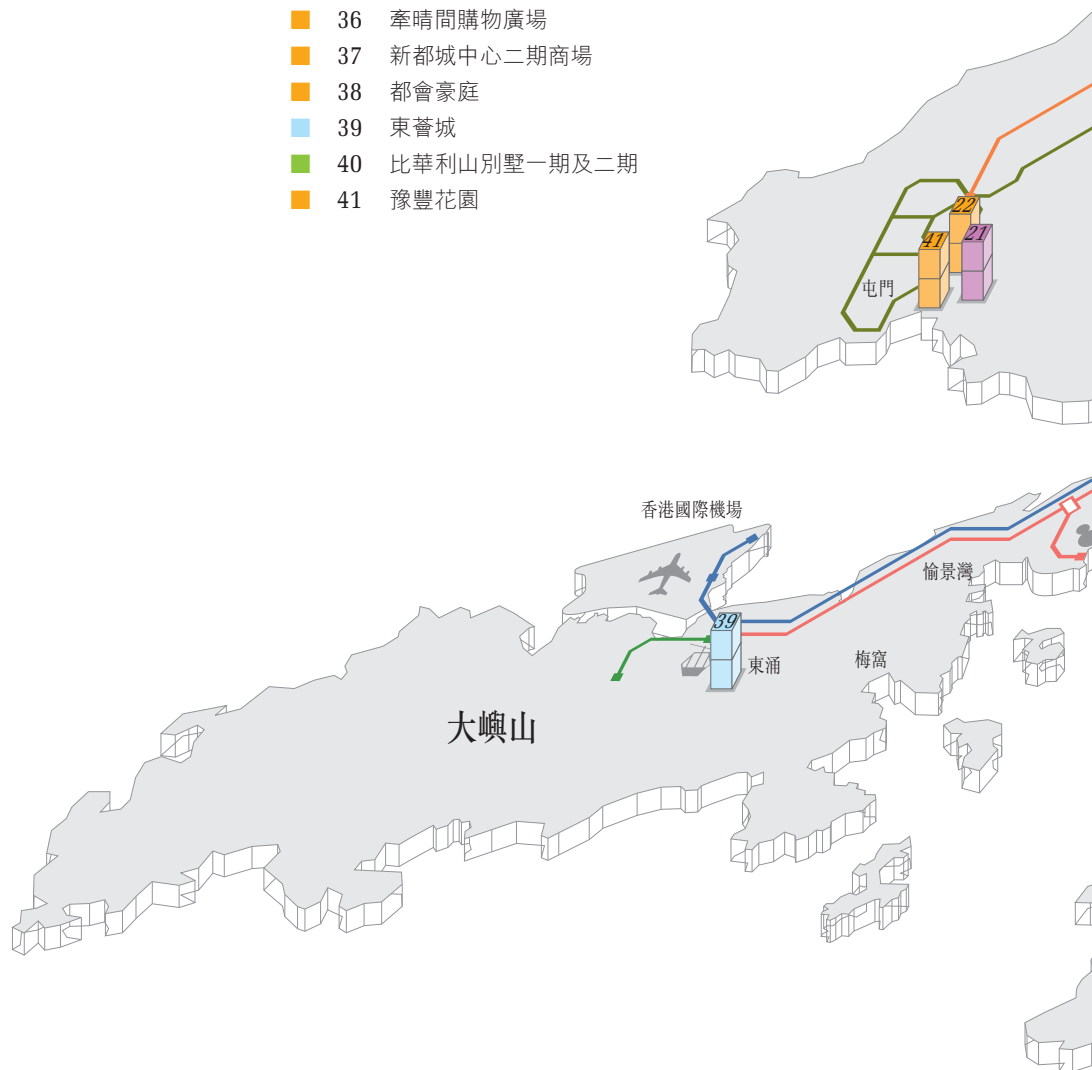 36 牽晴間購物廣場
37 新都城中心二期商場
38 都會豪庭
39 東薈城
40 比華利山別墅一期及二期
41 豫豐花園
22
21
41
屯門
香港國際機場
愉景灣
39
東涌
梅窩
大嶼山